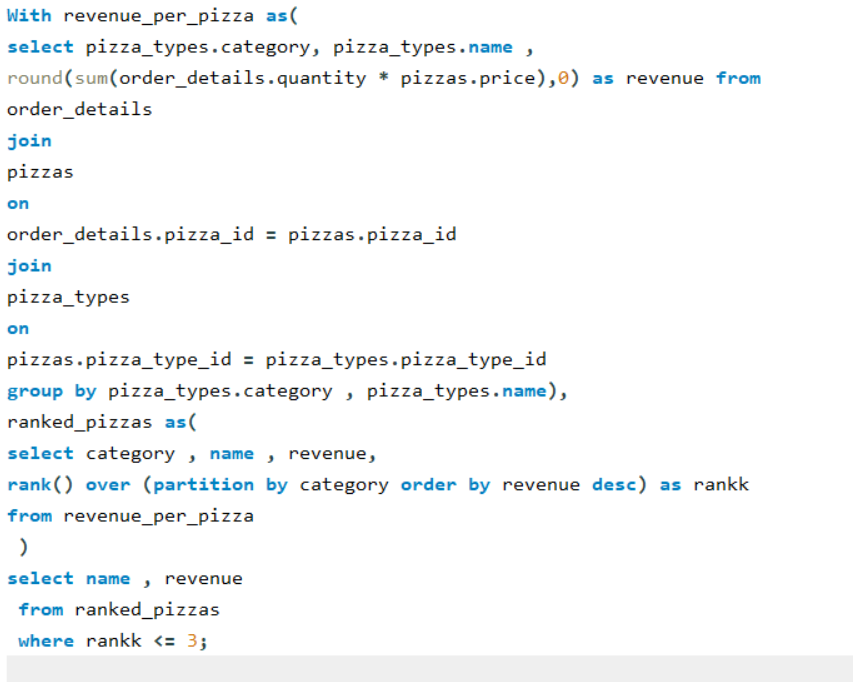 With revenue_per_pizza as(
select pizza_types.category, pizza_types.name ,
round(sum(order_details.quantity * pizzas.price),0) as revenue from
order_details
join
pizzas
on
order_details.pizza_id = pizzas.pizza_id
join
pizza_types
on
pizzas.pizza_type_id = pizza_types.pizza_type_id
group by pizza_types.category , pizza_types.name),
ranked_pizzas as(
select category , name , revenue,
rank() over (partition by category order by revenue desc) as rankk
from revenue_per_pizza
)
select name , revenue
from ranked_pizzas
where rankk <= 3;